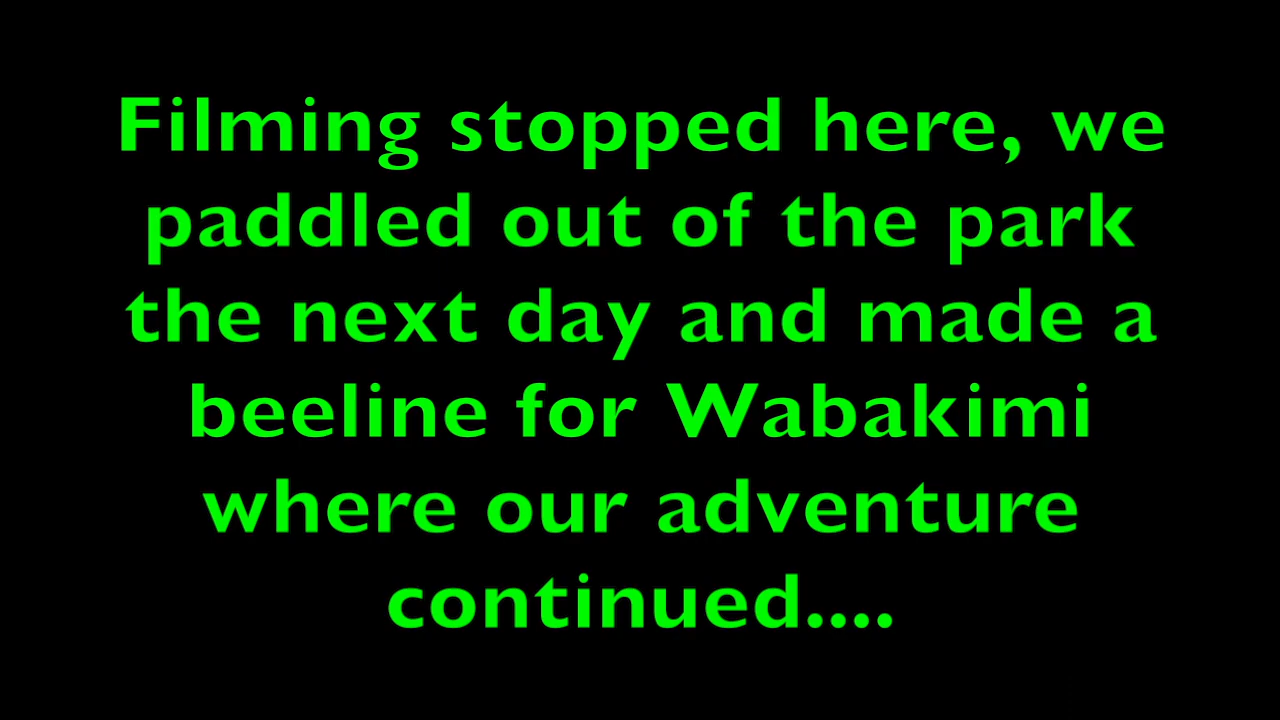 Filming stopped here, we
paddled out of the park
the next day and made a
beeline for Wabakimi
where our adventure
continued....